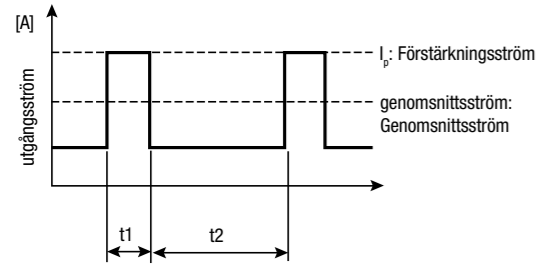 [A]
utgångsström
Ip: Förstärkningsström
genomsnittsström:
Genomsnittsström
t1
t2